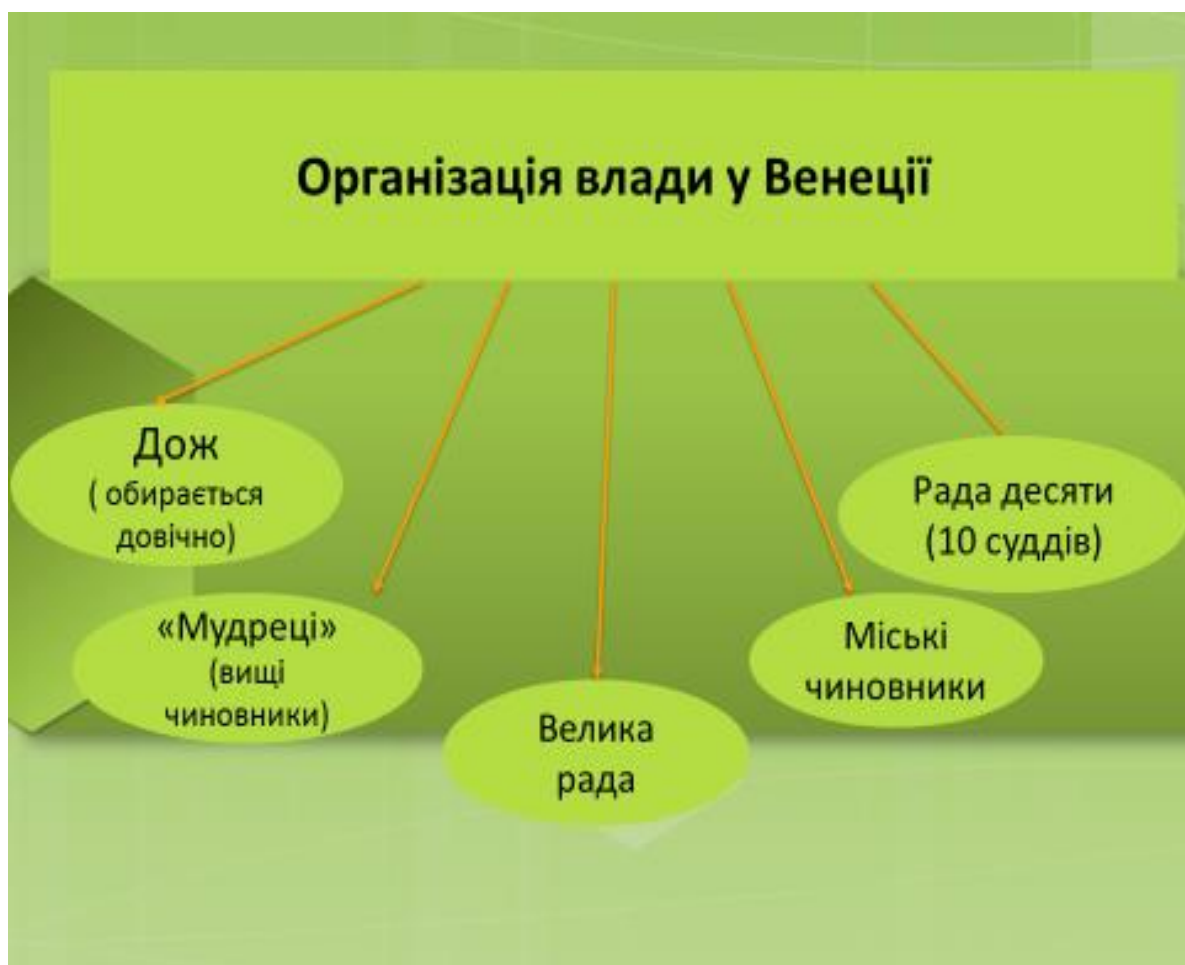 Організація влади у Венеції
Дож
( обирається
довічно)
«Мудреці»
(вищі
чиновники)
Велика
рада
Міські
чиновники
Рада десяти
(10 суддів)